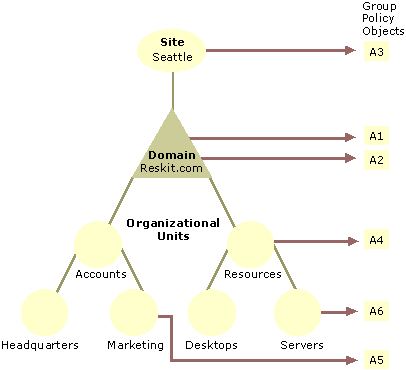 Group
Policy
Objects
Site
Seattle
A3
A1
Domain
Reskit.com
A2
Organizational
Units
A4
Accounts
Resources
A6
Headquarters
Marketing
Desktops
Servers
A5